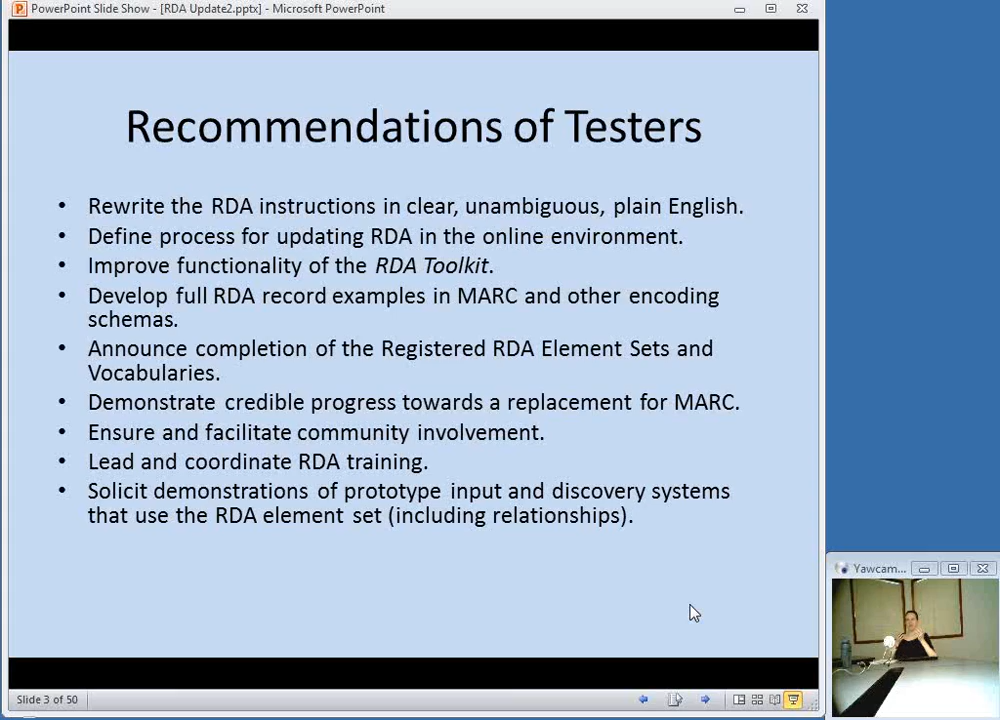 PowerPoint Slide Show - [RDA Update2.pptx] - Microsoft PowerPoint
Recommendations of Testers
• Rewrite the RDA instructions in clear, unambiguous, plain English.
• Define process for updating RDA in the online environment.
• Improve functionality of the RDA Toolkit.
• Develop full RDA record examples in MARC and other encoding
schemas.
• Announce completion of the Registered RDA Element Sets and
Vocabularies.
• Demonstrate credible progress towards a replacement for MARC.
• Ensure and facilitate community involvement.
• Lead and coordinate RDA training.
• Solicit demonstrations of prototype input and discovery systems
that use the RDA element set (including relationships).
Yawcam...
Slide 3 of 50